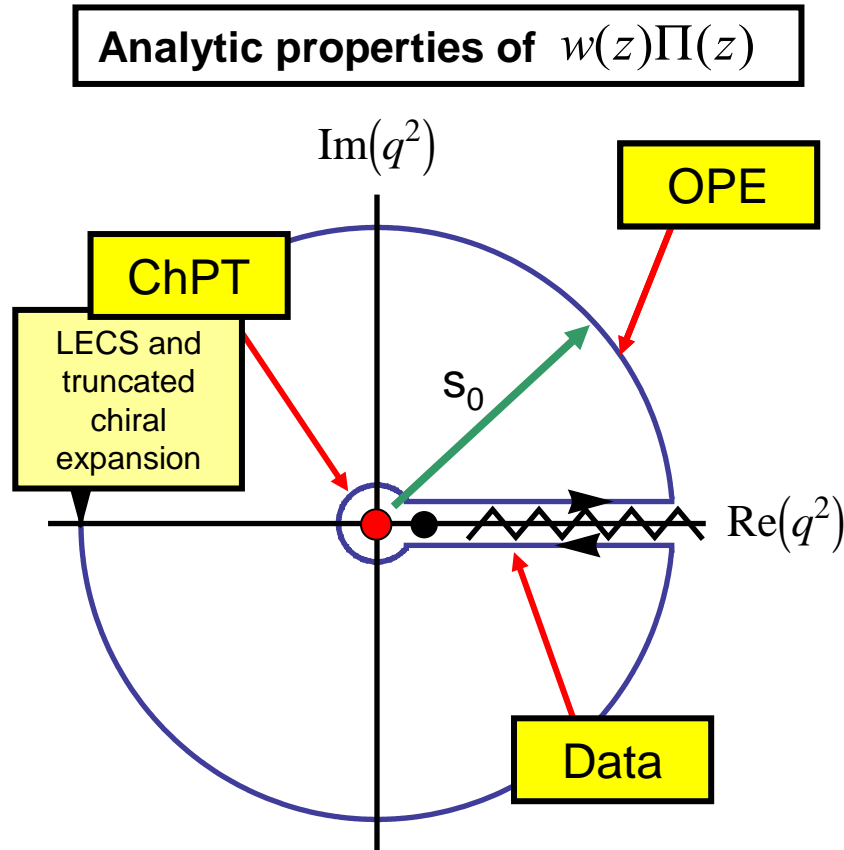 Analytic properties of w(z)Π(z)
Im(q²)
OPE
ChPT
LECS and
truncated
chiral
expansion
s₀
Re(q²)
Data